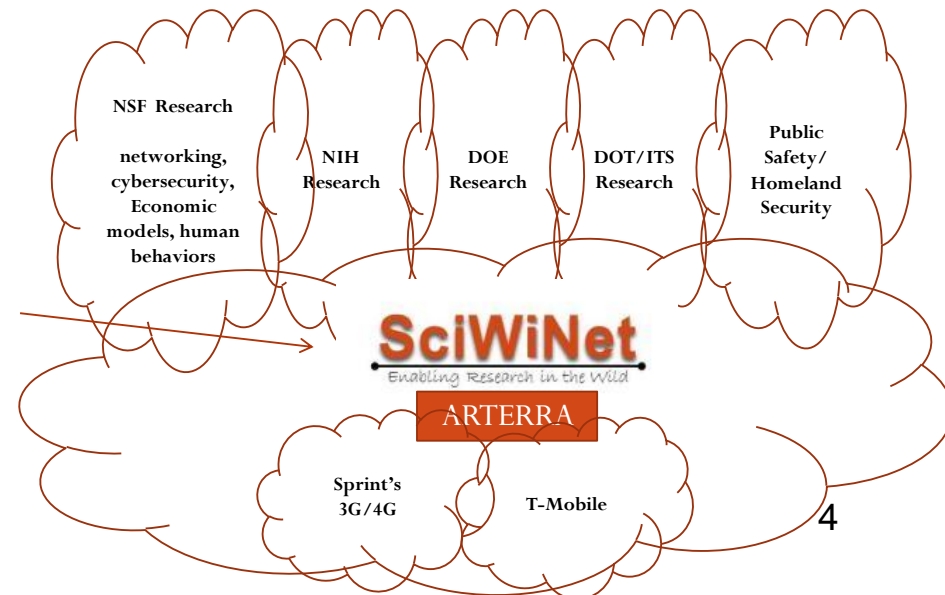 NSF Research
networking,
cybersecurity,
Economic
models, human
behaviors
NIH
Research
DOE
Research
DOT/ITS
Research
Public
Safety/
Homeland
Security
SciWiNet
Enabling Research in the Wild
ARTERRA
Sprint's
3G/4G
T-Mobile
4